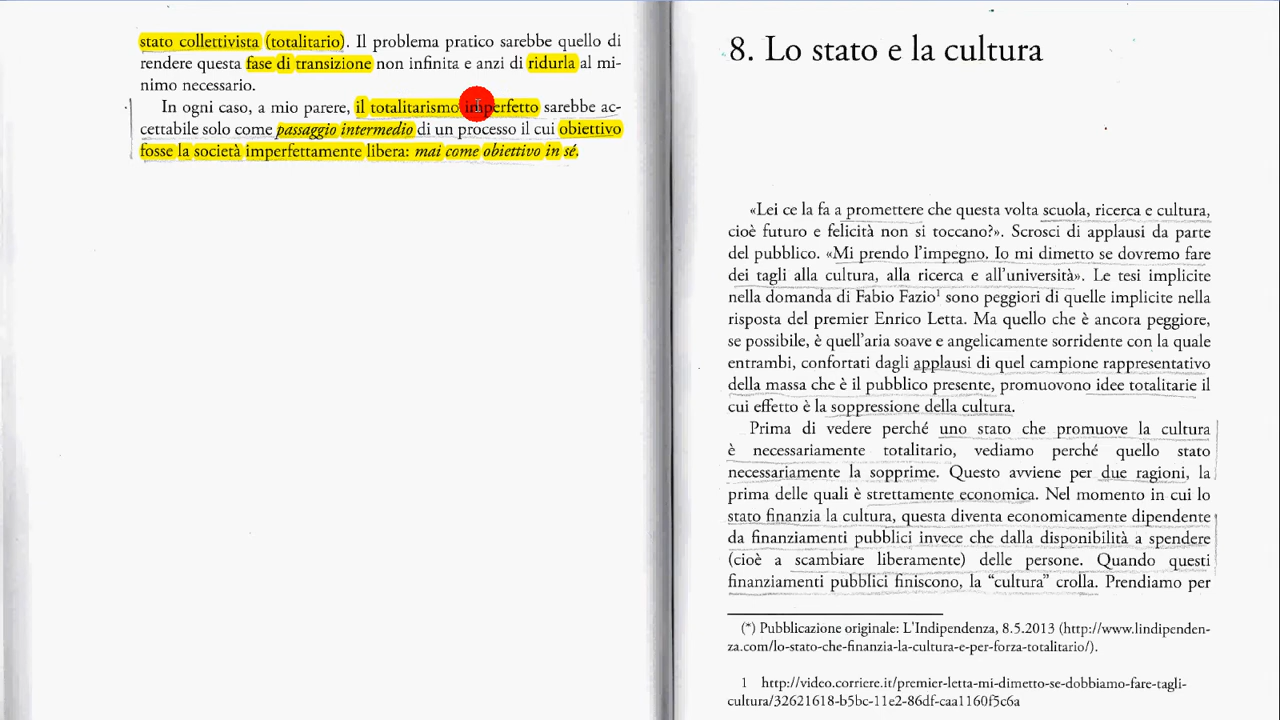 stato collettivista (totalitario). Il problema pratico sarebbe quello di
rendere questa fase di transizione non infinita e anzi di ridurla al mi-
nimo necessario.
In ogni caso, a mio parere, il totalitarismo imperfetto sarebbe ac-
cettabile solo come passaggio intermedio di un processo il cui obiettivo
fosse la società imperfettamente libera: mai come obiettivo in sé.
8. Lo stato e la cultura
«Lei ce la fa a promettere che questa volta scuola, ricerca e cultura,
cioè futuro e felicità non si toccano?». Scrosci di applausi da parte
del pubblico. «Mi prendo l'impegno. Io mi dimetto se dovremo fare
dei tagli alla cultura, alla ricerca e all'università». Le tesi implicite
nella domanda di Fabio Fazio¹ sono peggiori di quelle implicite nella
risposta del premier Enrico Letta. Ma quello che è ancora peggiore,
se possibile, è quell'aria soave e angelicamente sorridente con la quale
entrambi, confortati dagli applausi di quel campione rappresentativo
della massa che è il pubblico presente, promuovono idee totalitarie il
cui effetto è la soppressione della cultura.
Prima di vedere perché uno stato che promuove la cultura
è necessariamente totalitario, vediamo perché quello stato
necessariamente la sopprime. Questo avviene per due ragioni, la
prima delle quali è strettamente economica. Nel momento in cui lo
stato finanzia la cultura, questa diventa economicamente dipendente
da finanziamenti pubblici invece che dalla disponibilità a spendere
(cioè a scambiare liberamente) delle persone. Quando questi
finanziamenti pubblici finiscono, la "cultura" crolla. Prendiamo per
(*) Pubblicazione originale: L'Indipendenza, 8.5.2013 (http://www.lindipenden-
za.com/lo-stato-che-finanzia-la-cultura-e-per-forza-totalitario/).
1 http://video.corriere.it/premier-letta-mi-dimetto-se-dobbiamo-fare-tagli-
cultura/32621618-b5bc-11e2-86df-caa1160f5c6a